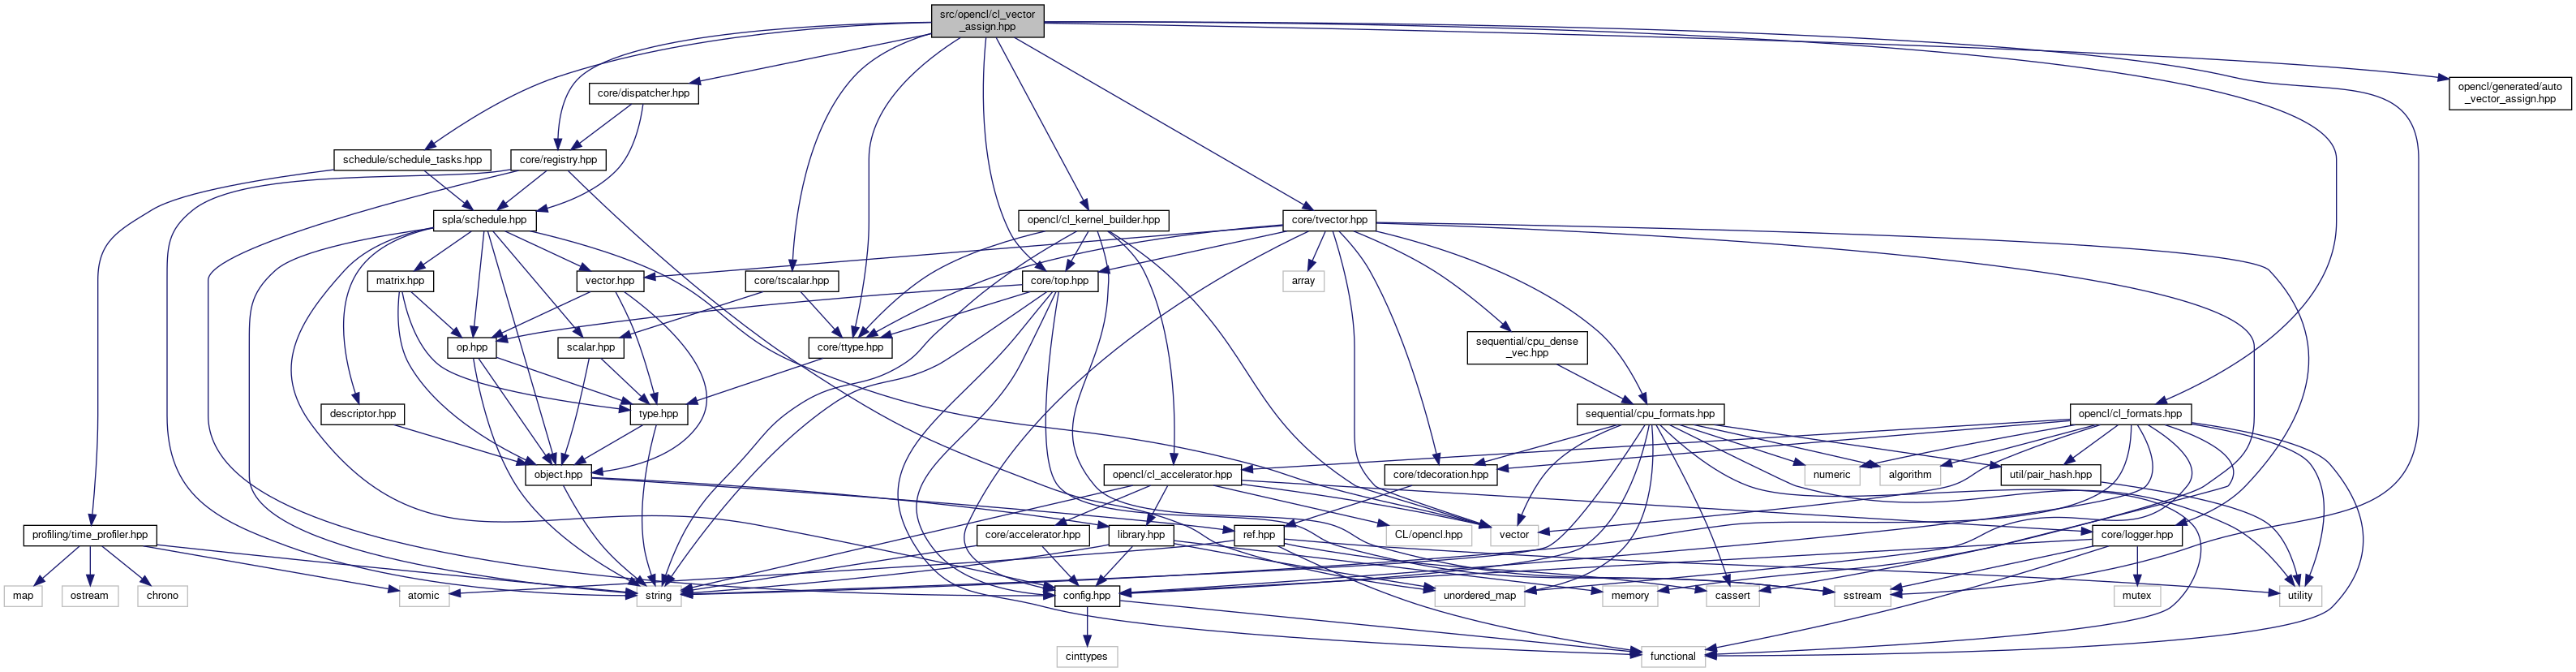 src/opencl/cl_vector
_assign.hpp
core/dispatcher.hpp
opencl/generated/auto
_vector_assign.hpp
schedule/schedule_tasks.hpp
core/registry.hpp
spla/schedule.hpp
opencl/cl_kernel_builder.hpp
core/tvector.hpp
matrix.hpp
vector.hpp
core/tscalar.hpp
core/top.hpp
array
op.hpp
scalar.hpp
core/ttype.hpp
sequential/cpu_dense
_vec.hpp
descriptor.hpp
type.hpp
sequential/cpu_formats.hpp
opencl/cl_formats.hpp
object.hpp
opencl/cl_accelerator.hpp
core/tdecoration.hpp
numeric
algorithm
util/pair_hash.hpp
profiling/time_profiler.hpp
core/accelerator.hpp
library.hpp
ref.hpp
CL/opencl.hpp
vector
core/logger.hpp
map
ostream
chrono
atomic
string
config.hpp
unordered_map
memory
cassert
sstream
mutex
utility
cinttypes
functional